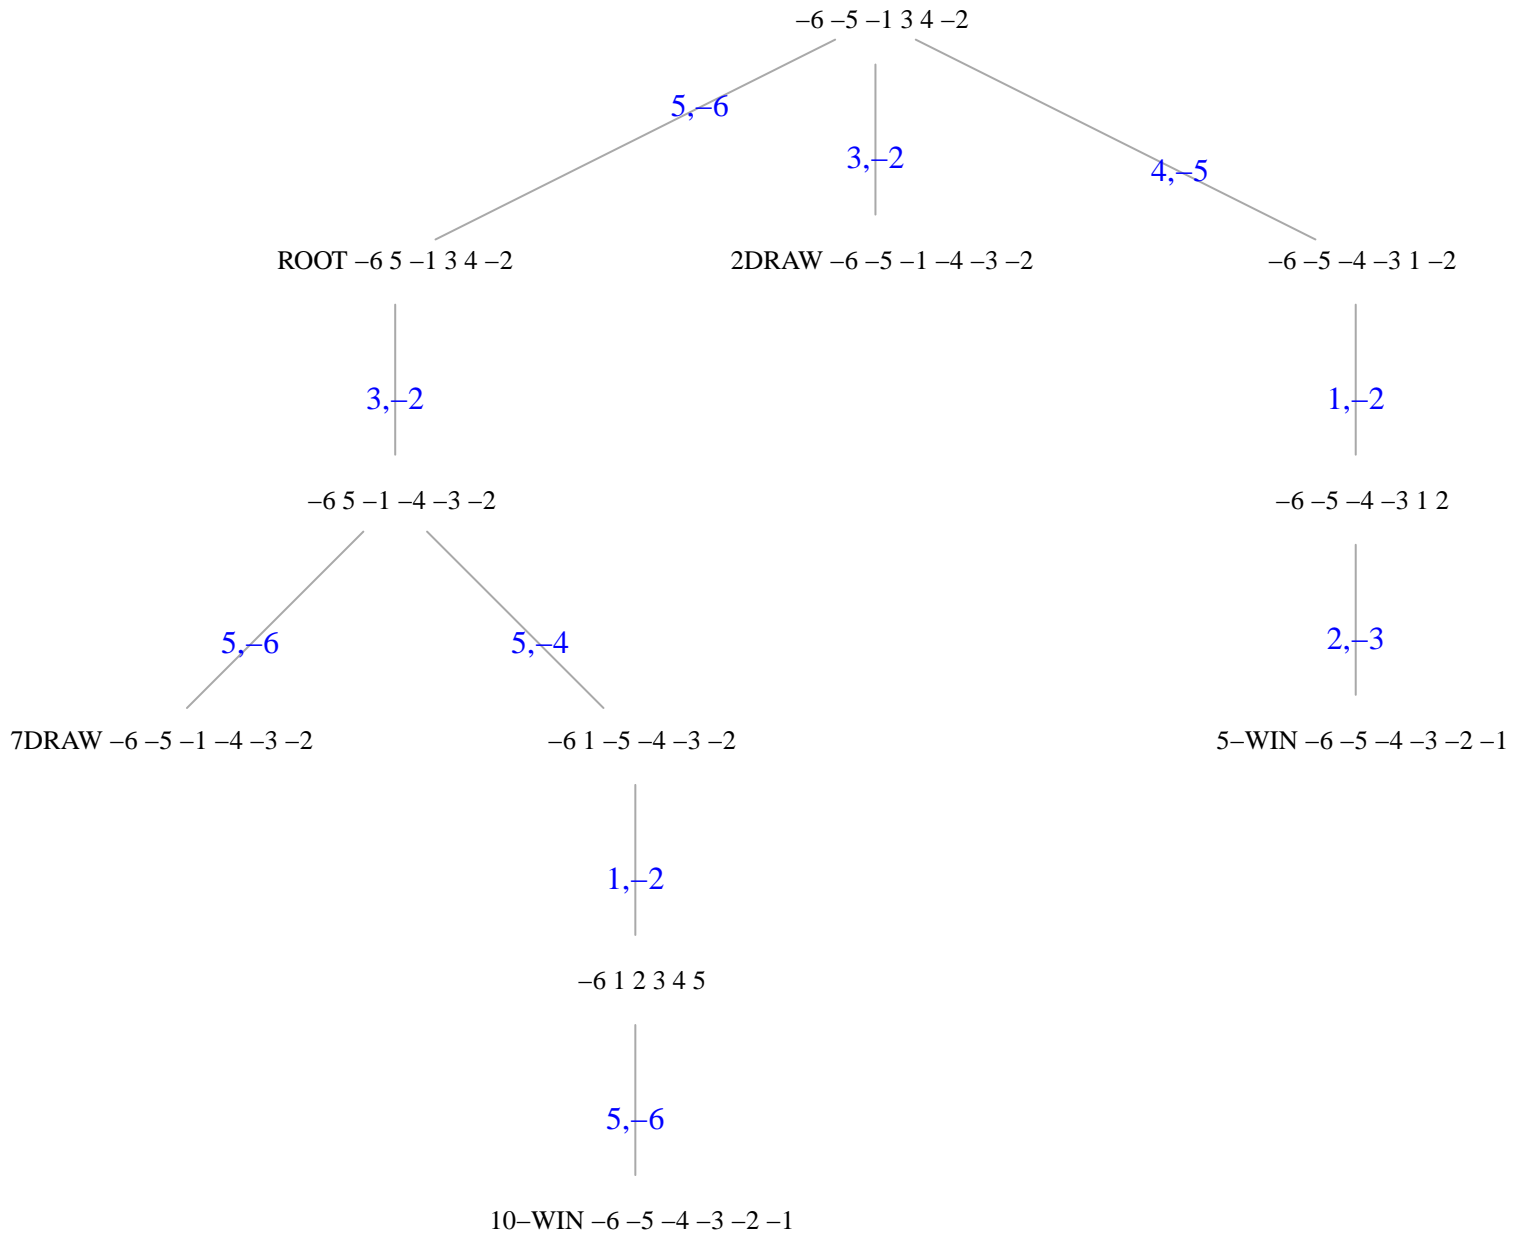 –6 –5 –1 3 4 –2
5,–6
3,–2
4,–5
ROOT –6 5 –1 3 4 –2
2DRAW –6 –5 –1 –4 –3 –2
–6 –5 –4 –3 1 –2
3,–2
1,–2
–6 5 –1 –4 –3 –2
–6 –5 –4 –3 1 2
5,–6
5,–4
2,–3
7DRAW –6 –5 –1 –4 –3 –2
–6 1 –5 –4 –3 –2
5–WIN –6 –5 –4 –3 –2 –1
1,–2
–6 1 2 3 4 5
5,–6
10–WIN –6 –5 –4 –3 –2 –1